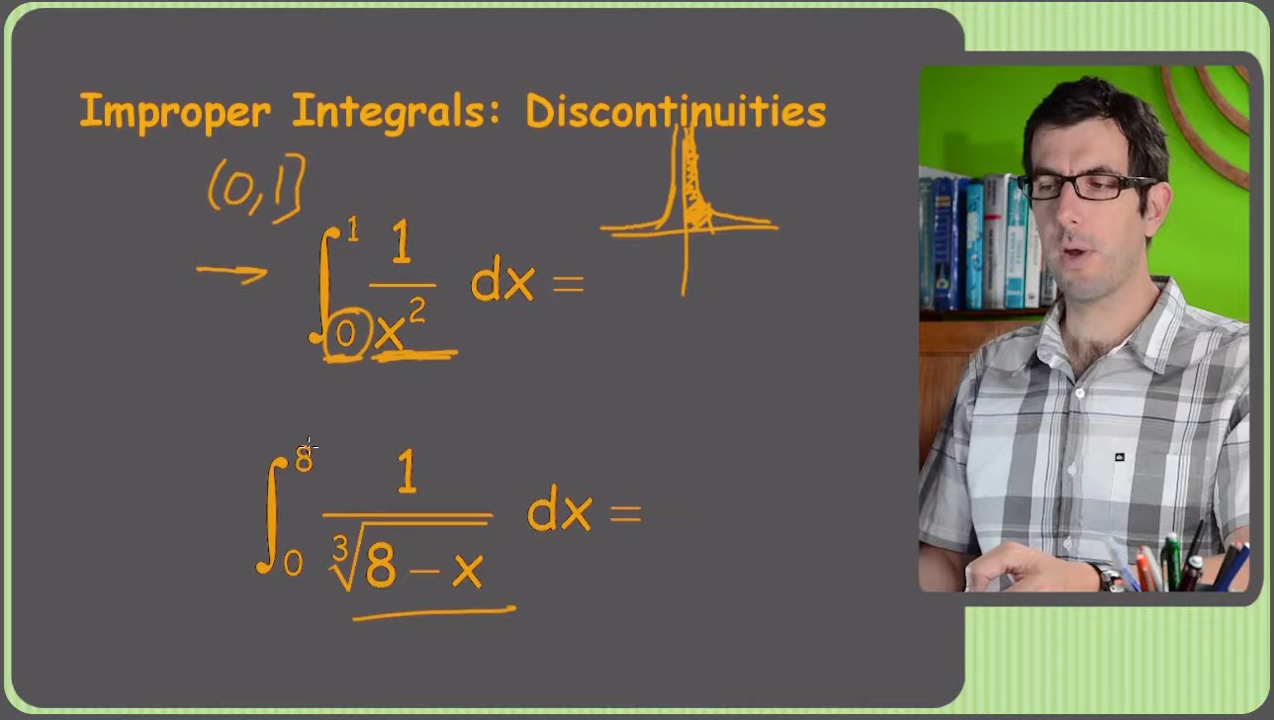 Improper Integrals: Discontinuities
(0,1]
∫₀¹ 1/x² dx =
∫₀⁸ 1/∛(8−x) dx =